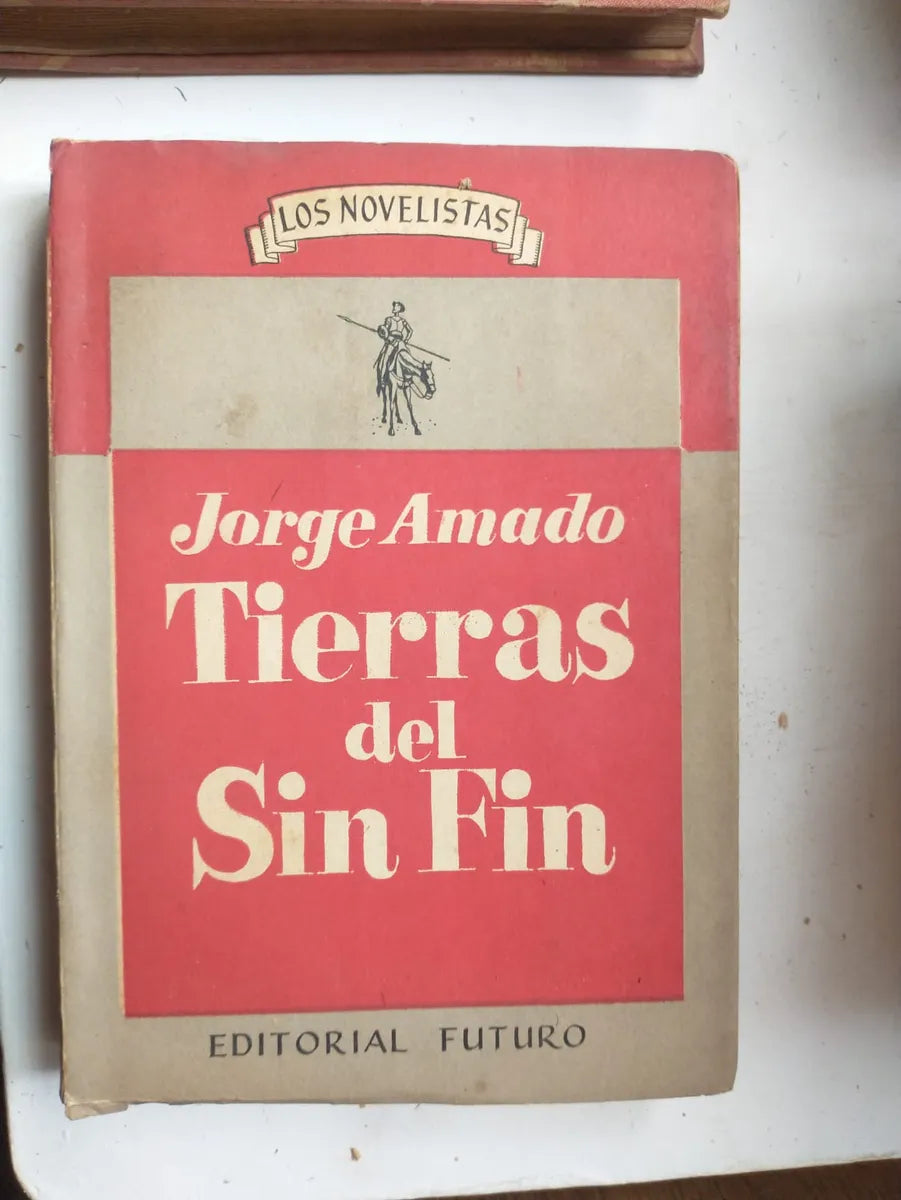 LOS NOVELISTAS
Jorge Amado
Tierras
del
Sin Fin
EDITORIAL FUTURO